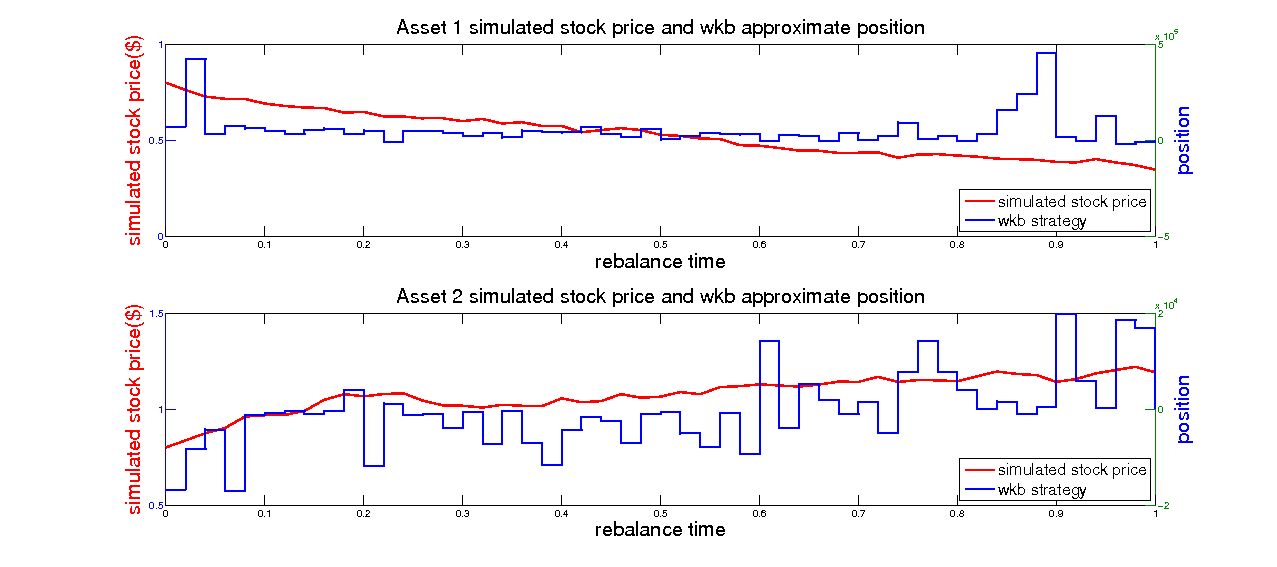 Asset 1 simulated stock price and wkb approximate position
x 10
5
0
-5
1
0.5
0
simulated stock price($)
position
simulated stock price
wkb strategy
0 0.1 0.2 0.3 0.4 0.5 0.6 0.7 0.8 0.9 1
rebalance time
Asset 2 simulated stock price and wkb approximate position
x 10^4
2
0
-2
1.5
1
0.5
simulated stock price($)
position
simulated stock price
wkb strategy
0 0.1 0.2 0.3 0.4 0.5 0.6 0.7 0.8 0.9 1
rebalance time